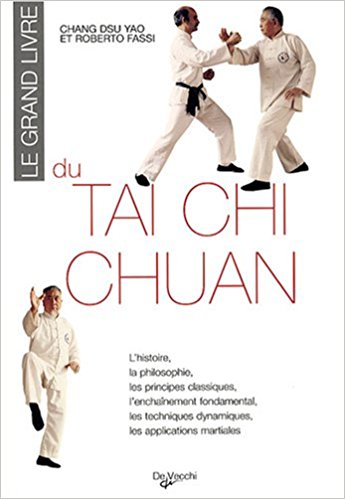 LE GRAND LIVRE
CHANG DSU YAO
ET ROBERTO FASSI
du
TAI CHI
CHUAN
L'histoire,
la philosophie,
les principes classiques,
l'enchaînement fondamental,
les techniques dynamiques,
les applications martiales
De Vecchi